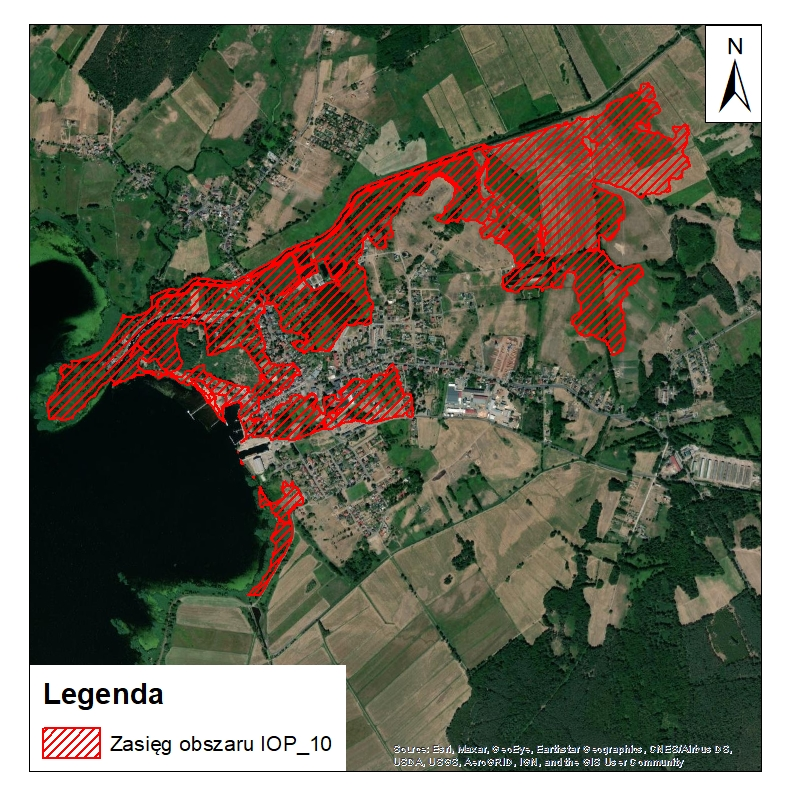 N
Legenda
Zasięg obszaru IOP_10
Source: Esri, Maxar, GeoEye, Earthstar Geographics, CNES/Airbus DS,
USDA, USGS, AeroGRID, IGN, and the GIS User Community